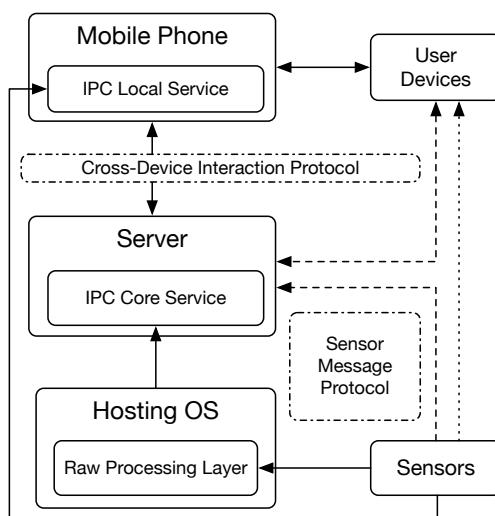 Mobile Phone
IPC Local Service
User
Devices
Cross-Device Interaction Protocol
Server
IPC Core Service
Sensor
Message
Protocol
Hosting OS
Raw Processing Layer
Sensors